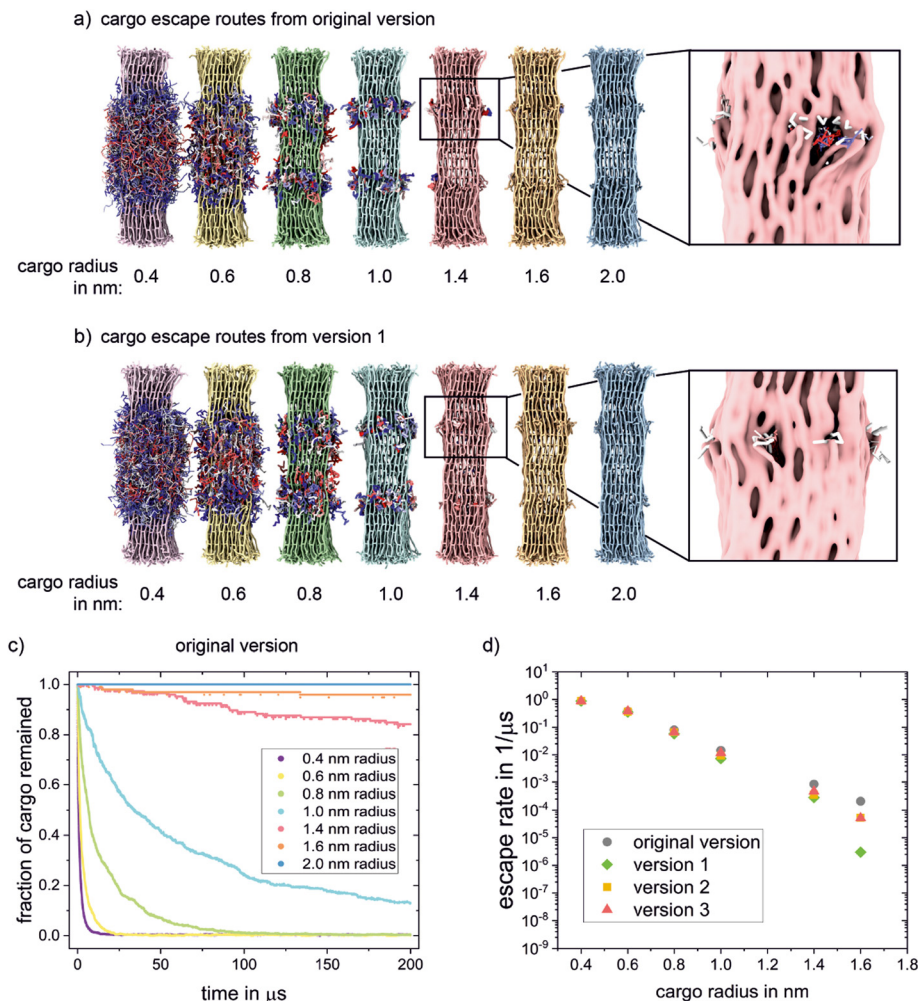 a) cargo escape routes from original version
cargo radius
in nm:
0.4 0.6 0.8 1.0 1.4 1.6 2.0
b) cargo escape routes from version 1
cargo radius
in nm:
0.4 0.6 0.8 1.0 1.4 1.6 2.0
c) original version
fraction of cargo remained
1.0
0.8
0.6
0.4
0.2
0.0
0 50 100 150 200
time in µs
0.4 nm radius
0.6 nm radius
0.8 nm radius
1.0 nm radius
1.4 nm radius
1.6 nm radius
2.0 nm radius
d)
escape rate in 1/µs
10¹
10⁰
10⁻¹
10⁻²
10⁻³
10⁻⁴
10⁻⁵
10⁻⁶
10⁻⁷
10⁻⁸
10⁻⁹
original version
version 1
version 2
version 3
0.4 0.6 0.8 1.0 1.2 1.4 1.6 1.8
cargo radius in nm